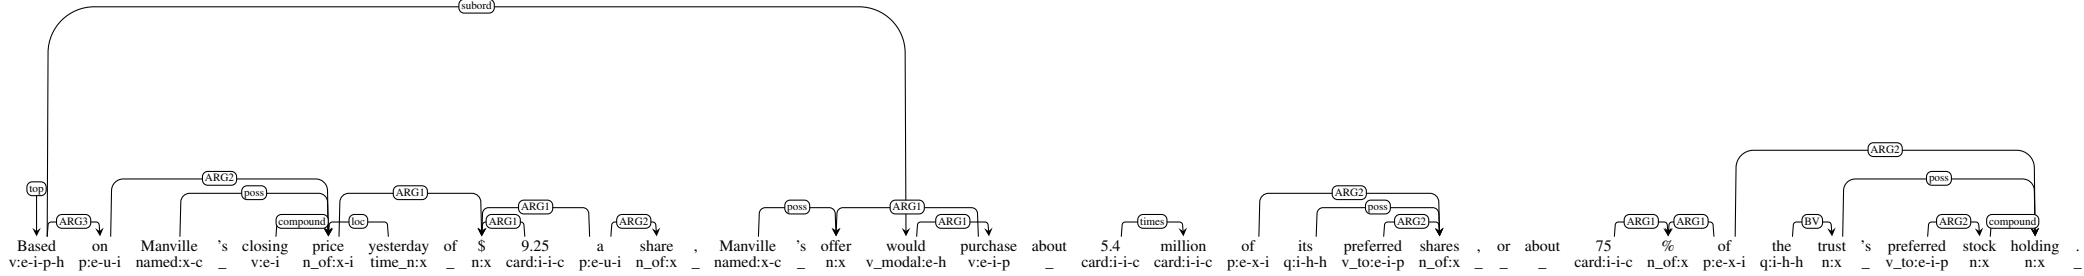 subord
ARG2
top
ARG2
poss
ARG1
poss
ARG2
ARG3
compound
loc
ARG1
ARG1
ARG2
poss
ARG1
ARG1
times
poss
ARG2
ARG1
ARG1
BV
ARG2
compound
Based on Manville 's closing price yesterday of $ 9.25 a share , Manville 's offer would purchase about 5.4 million of its preferred shares , or about 75 % of the trust 's preferred stock holding .
v:e-i-p-h p:e-u-i named:x-c _ v:e-i n_of:x-i time_n:x _ n:x card:i-i-c p:e-u-i n_of:x _ named:x-c _ n:x v_modal:e-h v:e-i-p _ card:i-i-c card:i-i-c p:e-x-i q:i-h-h v_to:e-i-p n_of:x _ _ _ card:i-i-c n_of:x p:e-x-i q:i-h-h n:x _ v_to:e-i-p n:x n:x _